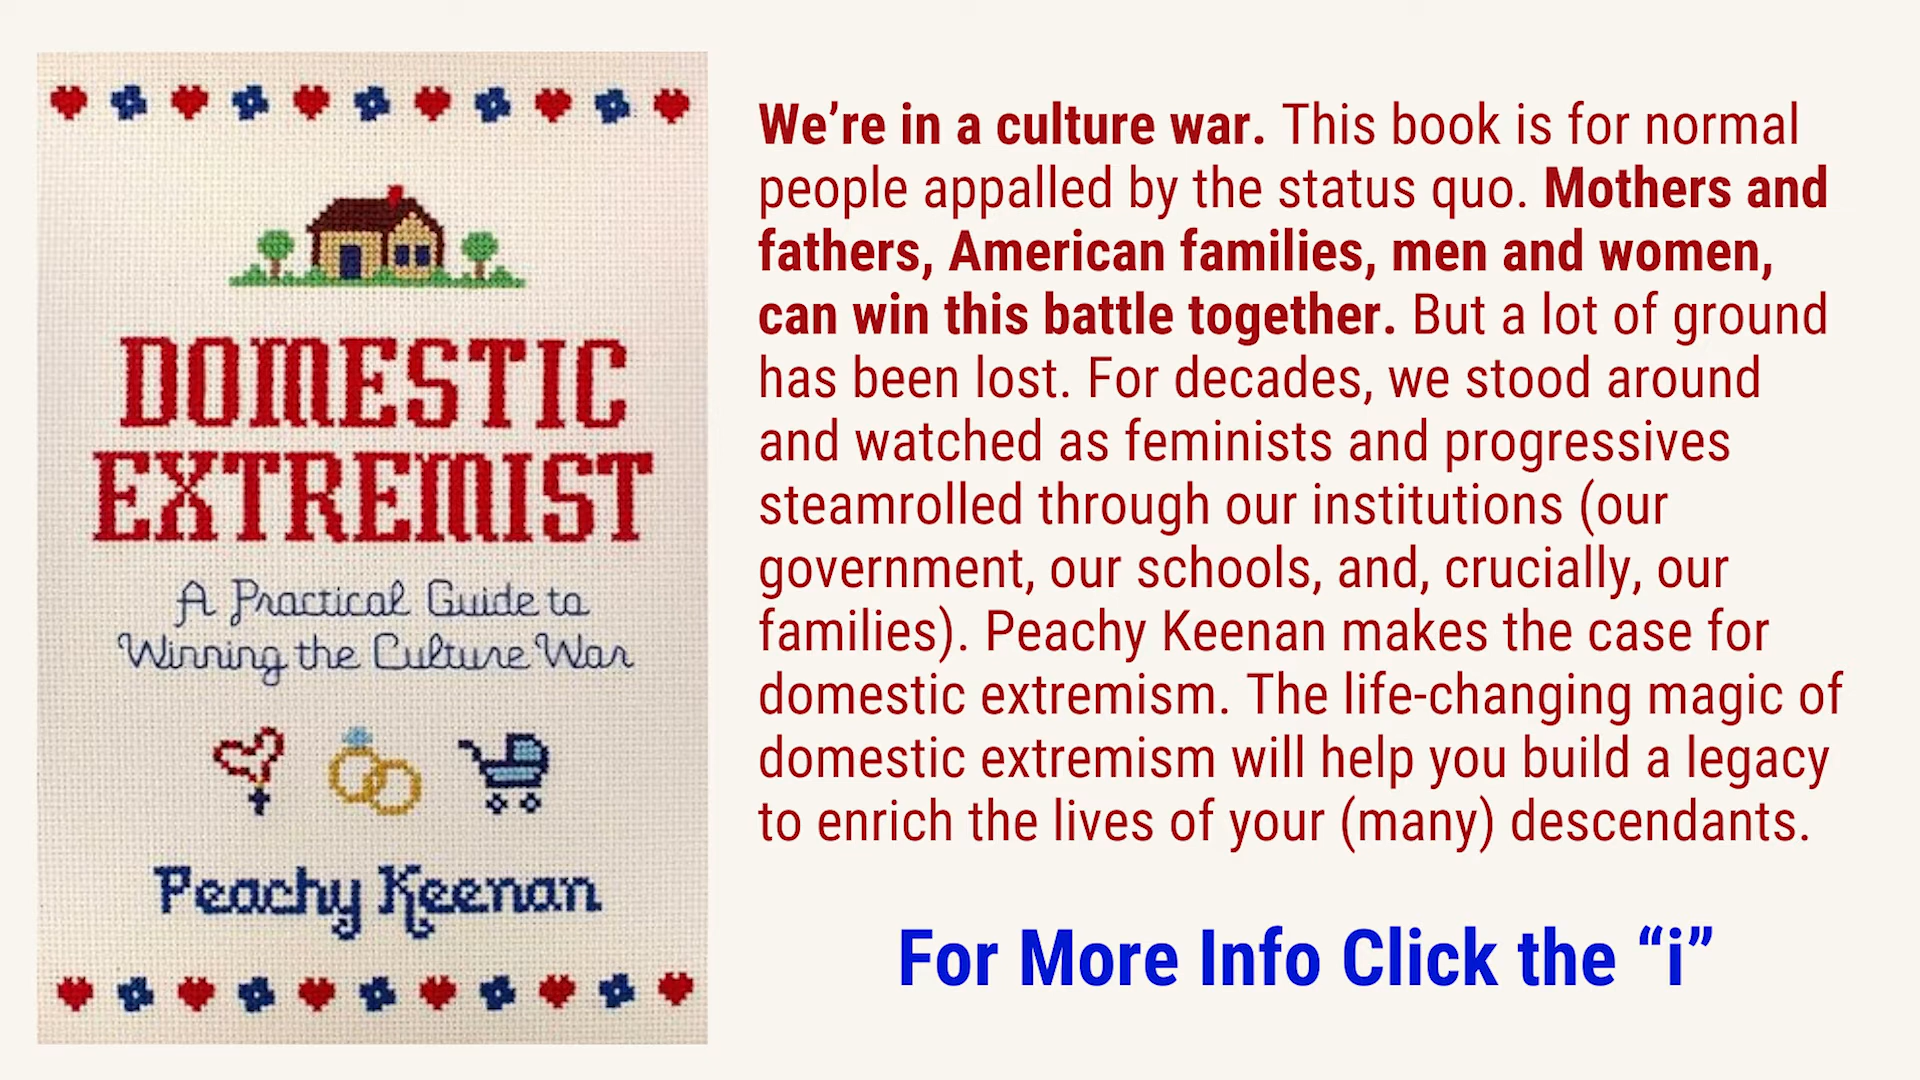 DOMESTIC
EXTREMIST
A Practical Guide to
Winning the Culture War
Peachy Keenan
We’re in a culture war. This book is for normal
people appalled by the status quo. Mothers and
fathers, American families, men and women,
can win this battle together. But a lot of ground
has been lost. For decades, we stood around
and watched as feminists and progressives
steamrolled through our institutions (our
government, our schools, and, crucially, our
families). Peachy Keenan makes the case for
domestic extremism. The life-changing magic of
domestic extremism will help you build a legacy
to enrich the lives of your (many) descendants.
For More Info Click the “i”